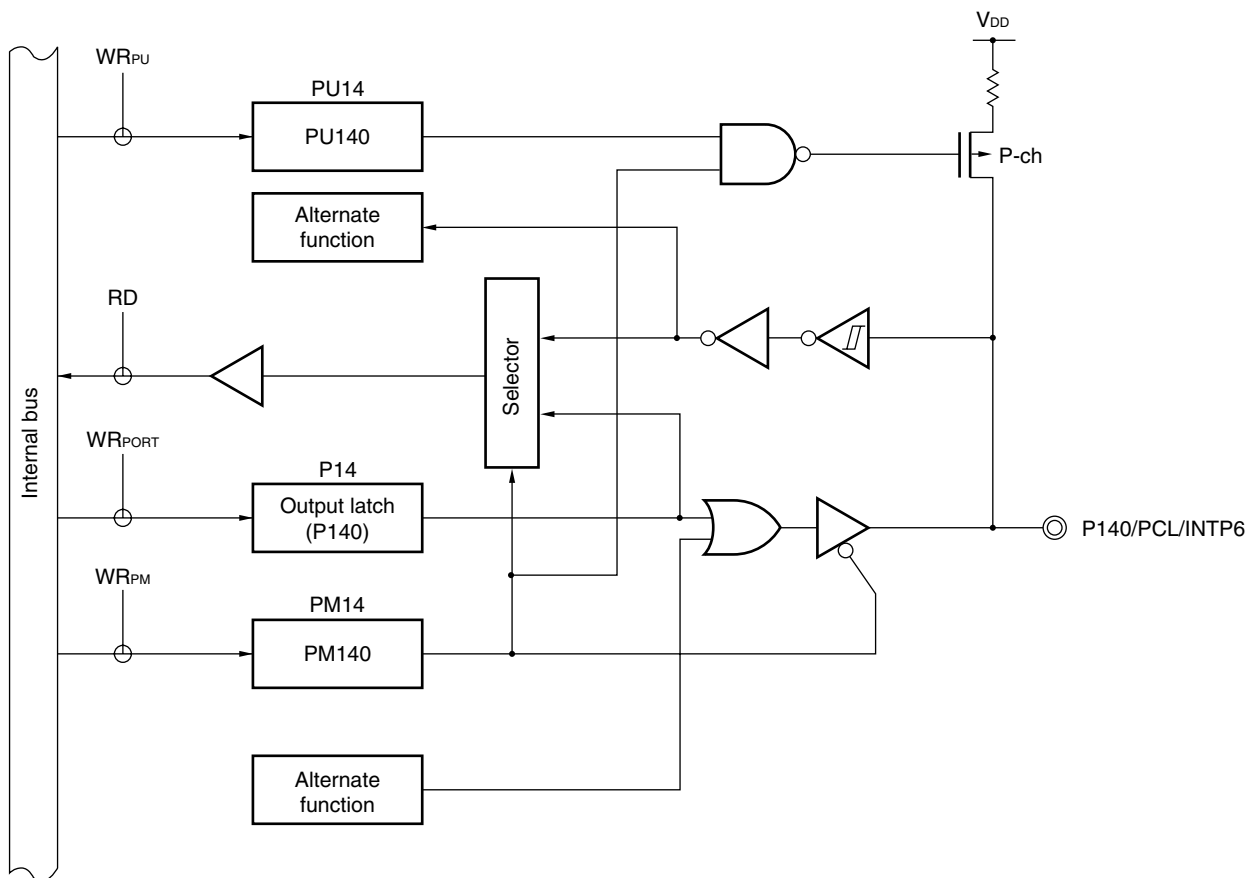 VDD
WRPU
PU14
PU140
P-ch
Alternate
function
RD
Selector
Internal bus
WRPORT
P14
Output latch
(P140)
P140/PCL/INTP6
WRPM
PM14
PM140
Alternate
function